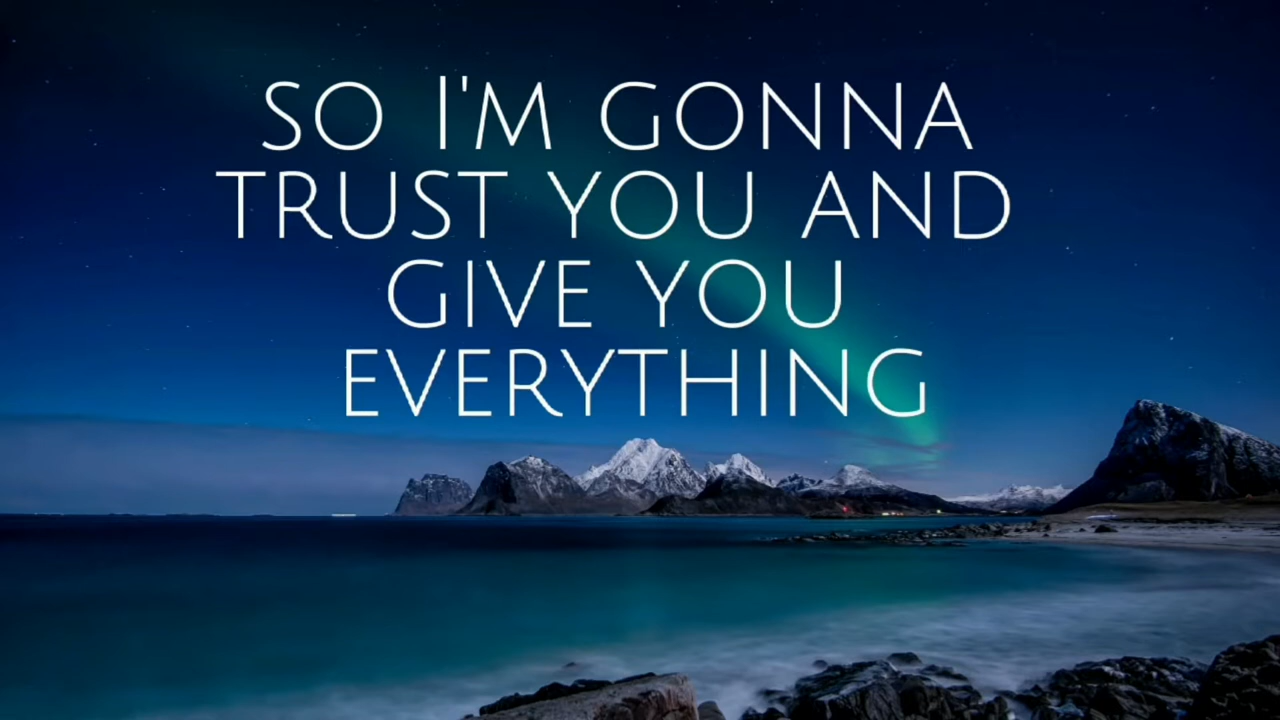 SO I'M GONNA
TRUST YOU AND
GIVE YOU
EVERYTHING